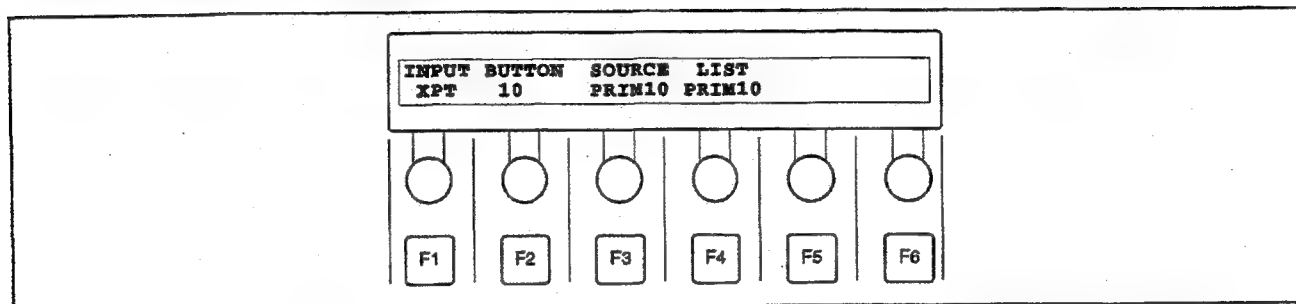 INPUT BUTTON SOURCE LIST
XPT 10 PRIM10 PRIM10
F1 F2 F3 F4 F5 F6